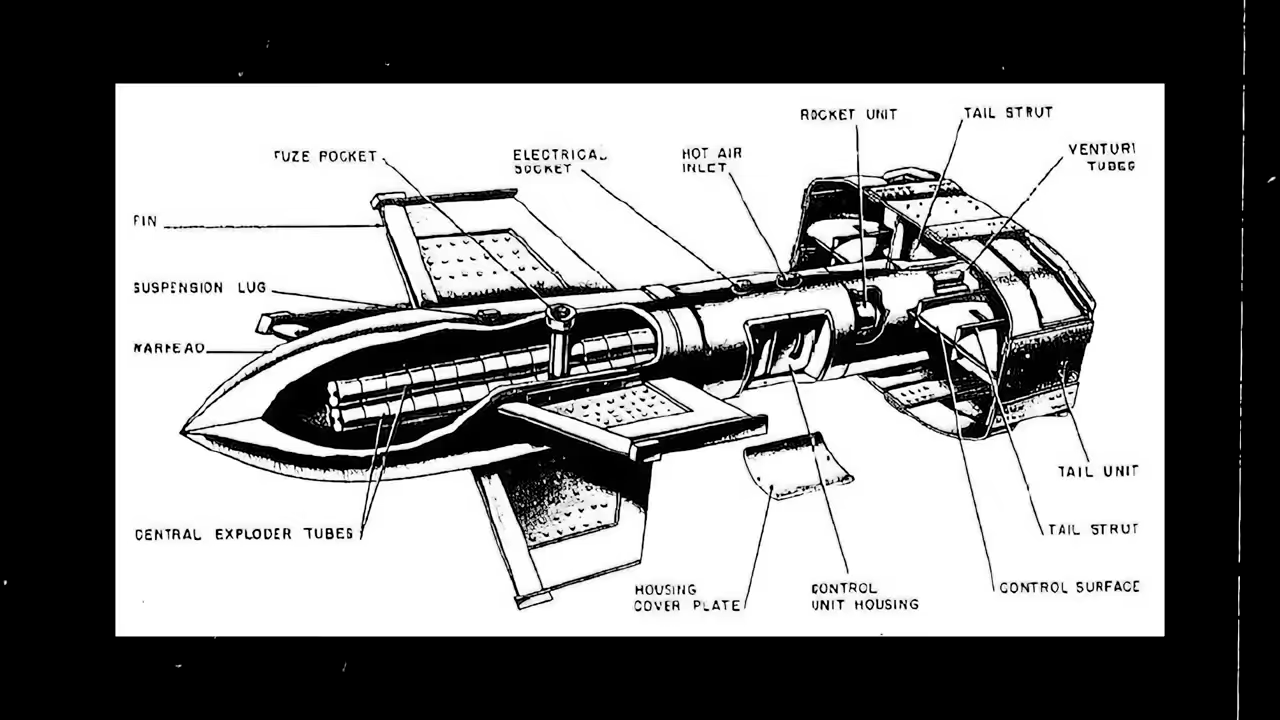 ROCKET UNIT
TAIL STRUT
FUZE POCKET
ELECTRICAL
SOCKET
HOT AIR
INLET
VENTURI
TUBES
FIN
SUSPENSION LUG
WARHEAD
TAIL UNIT
CENTRAL EXPLODER TUBES
TAIL STRUT
HOUSING
COVER PLATE
CONTROL
UNIT HOUSING
CONTROL SURFACE